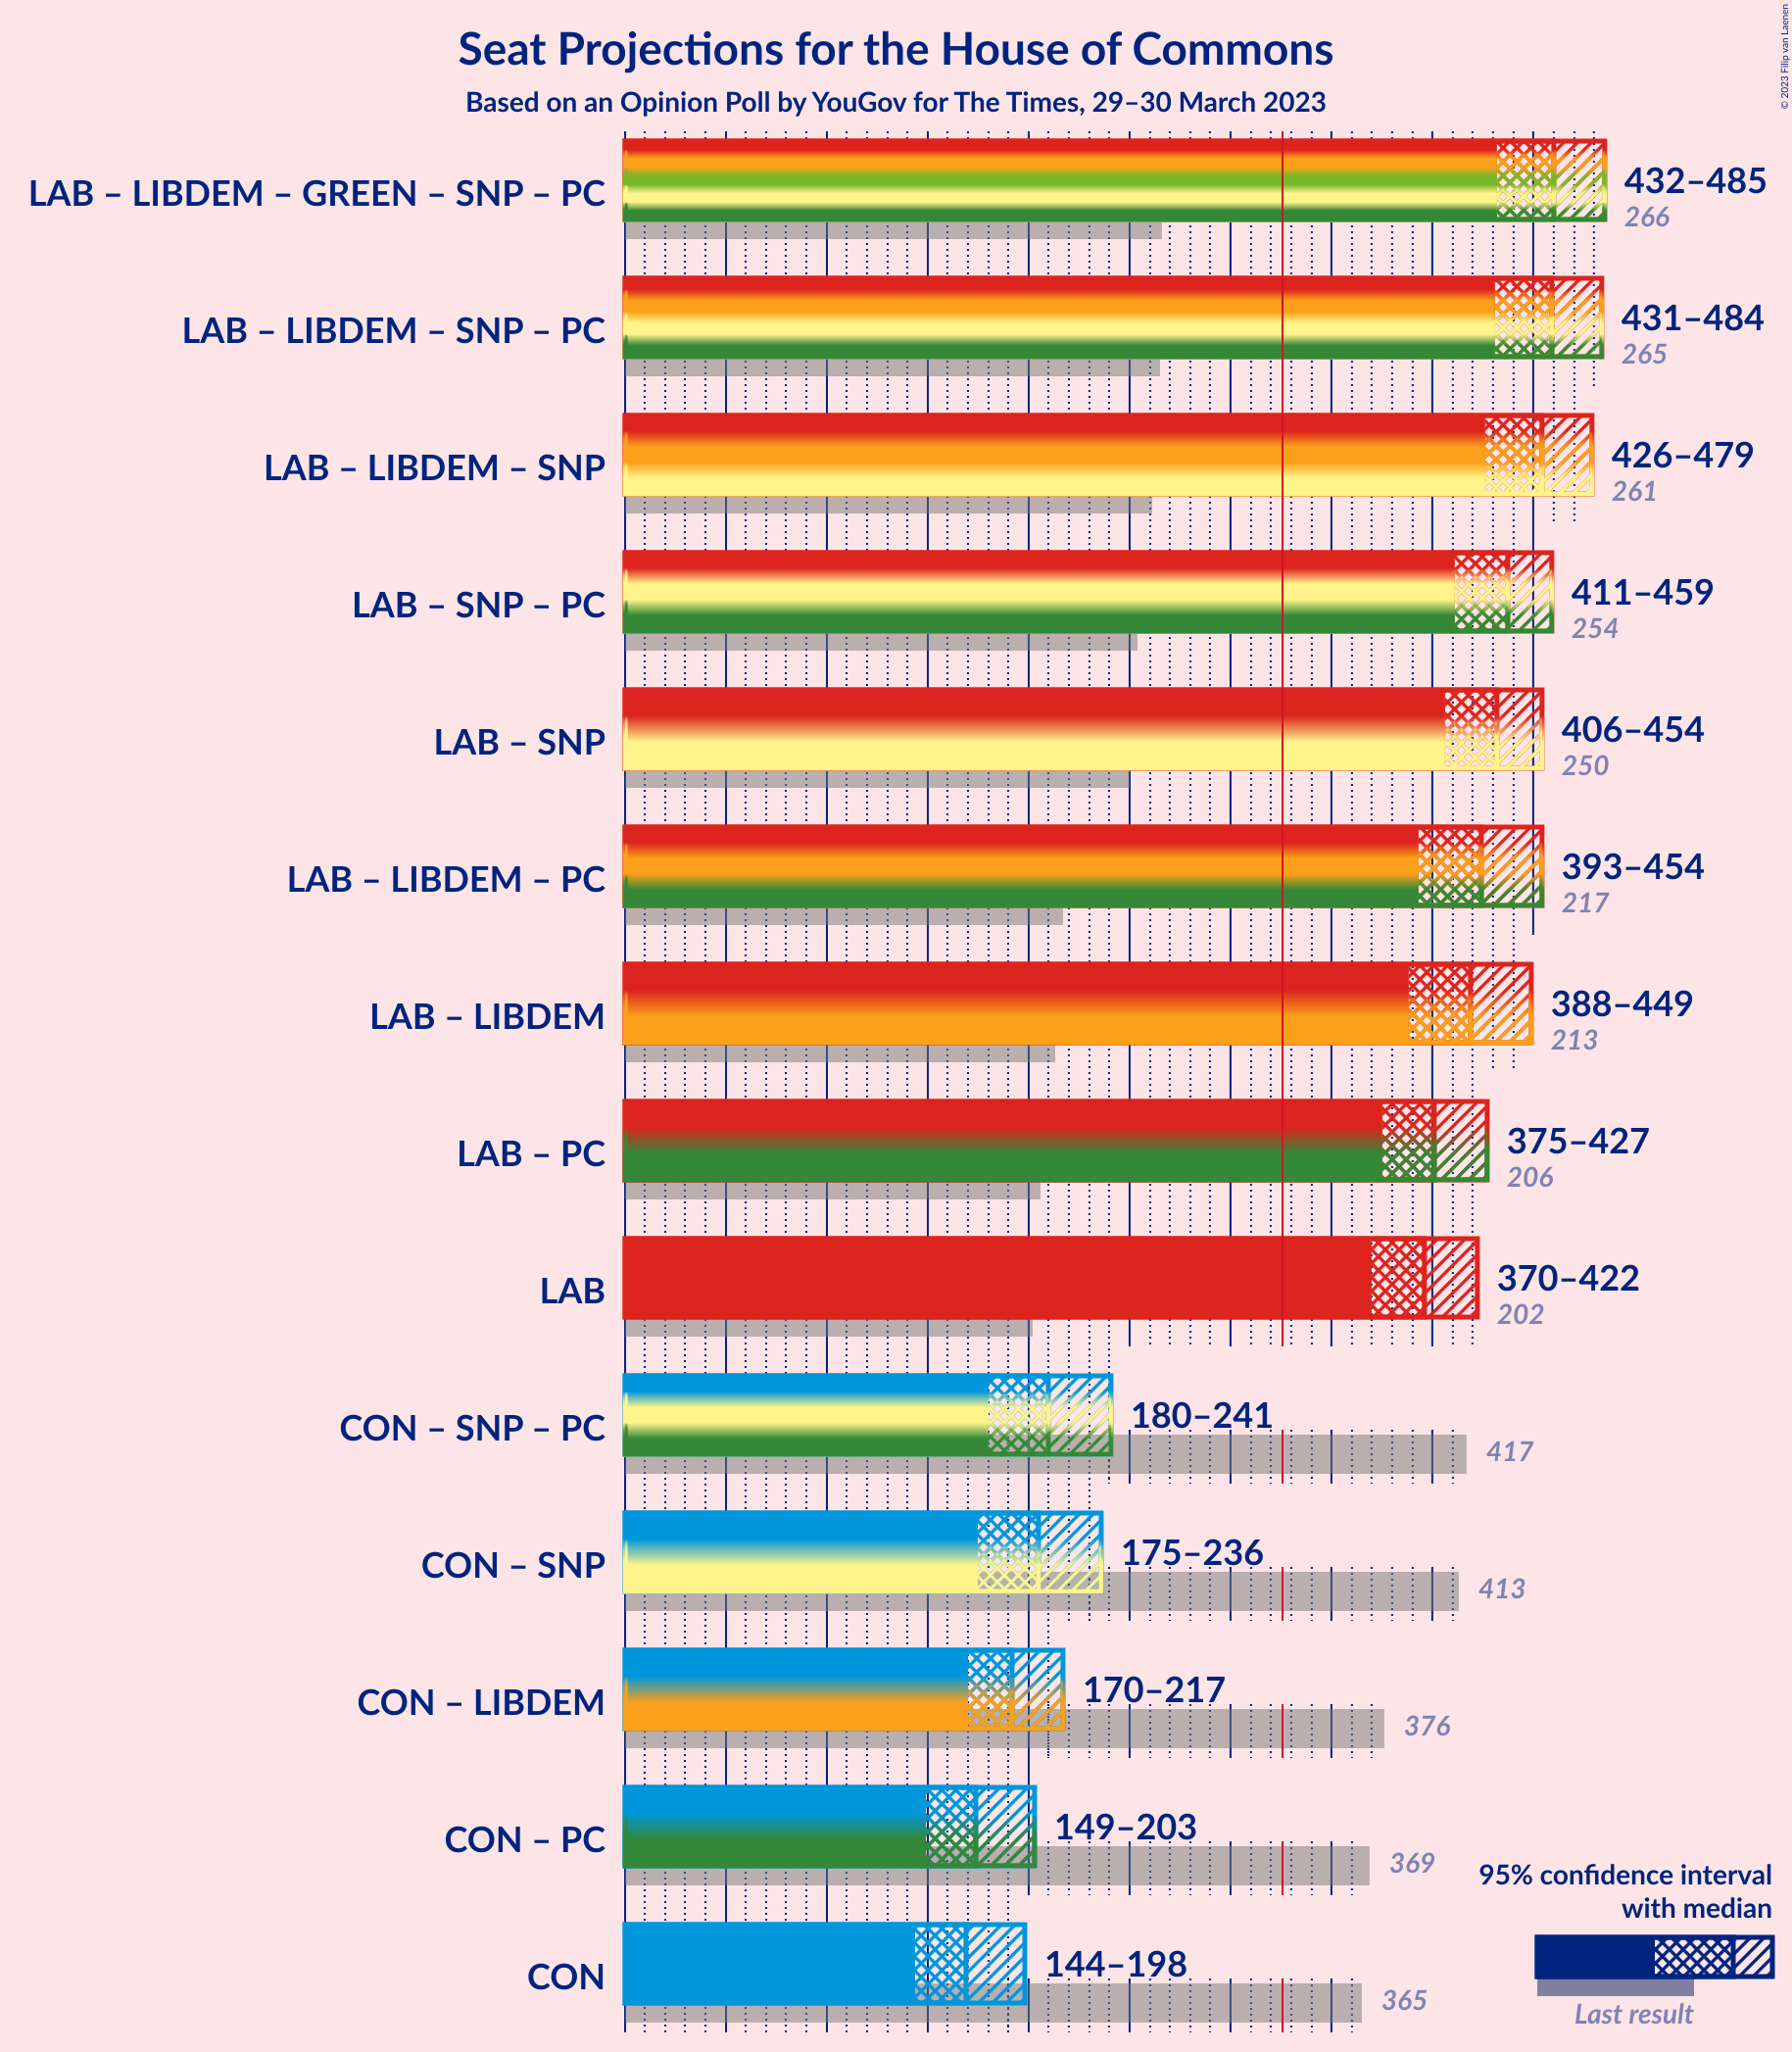 Seat Projections for the House of Commons
Based on an Opinion Poll by YouGov for The Times, 29–30 March 2023
© 2023 Filip van Laenen
LAB – LIBDEM – GREEN – SNP – PC
432–485
266
LAB – LIBDEM – SNP – PC
431–484
265
LAB – LIBDEM – SNP
426–479
261
LAB – SNP – PC
411–459
254
LAB – SNP
406–454
250
LAB – LIBDEM – PC
393–454
217
LAB – LIBDEM
388–449
213
LAB – PC
375–427
206
LAB
370–422
202
CON – SNP – PC
180–241
417
CON – SNP
175–236
413
CON – LIBDEM
170–217
376
CON – PC
149–203
369
CON
144–198
365
95% confidence interval
with median
Last result